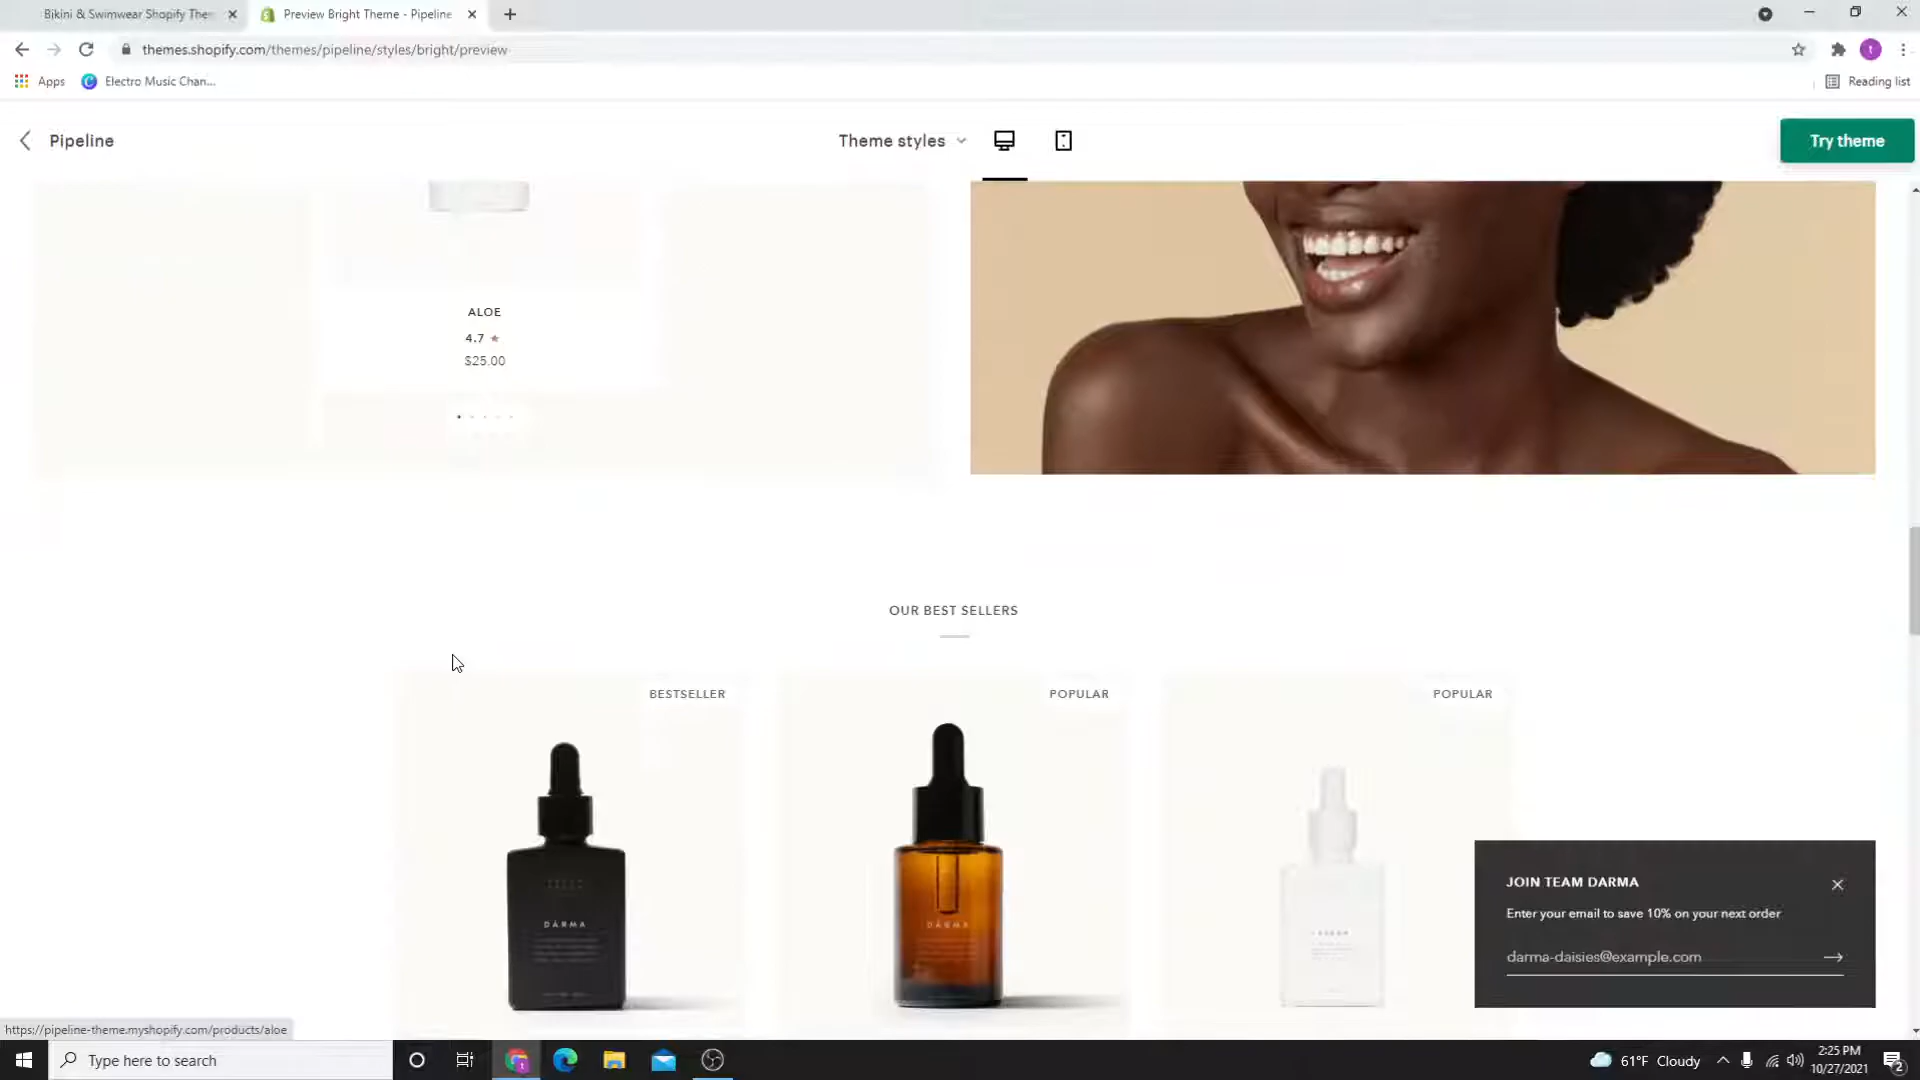 Bikini & Swimwear Shopify The
Preview Bright Theme - Pipeline
themes.shopify.com/themes/pipeline/styles/bright/preview
t
Apps
Electro Music Chan...
Reading list
Pipeline
Theme styles
Try theme
ALOE
4.7 ★
$25.00
OUR BEST SELLERS
BESTSELLER
POPULAR
POPULAR
DARMA
DARMA
JOIN TEAM DARMA
Enter your email to save 10% on your next order
darma-daisies@example.com
https://pipeline-theme.myshopify.com/products/aloe
Type here to search
61°F Cloudy
2:25 PM
10/27/2021
2